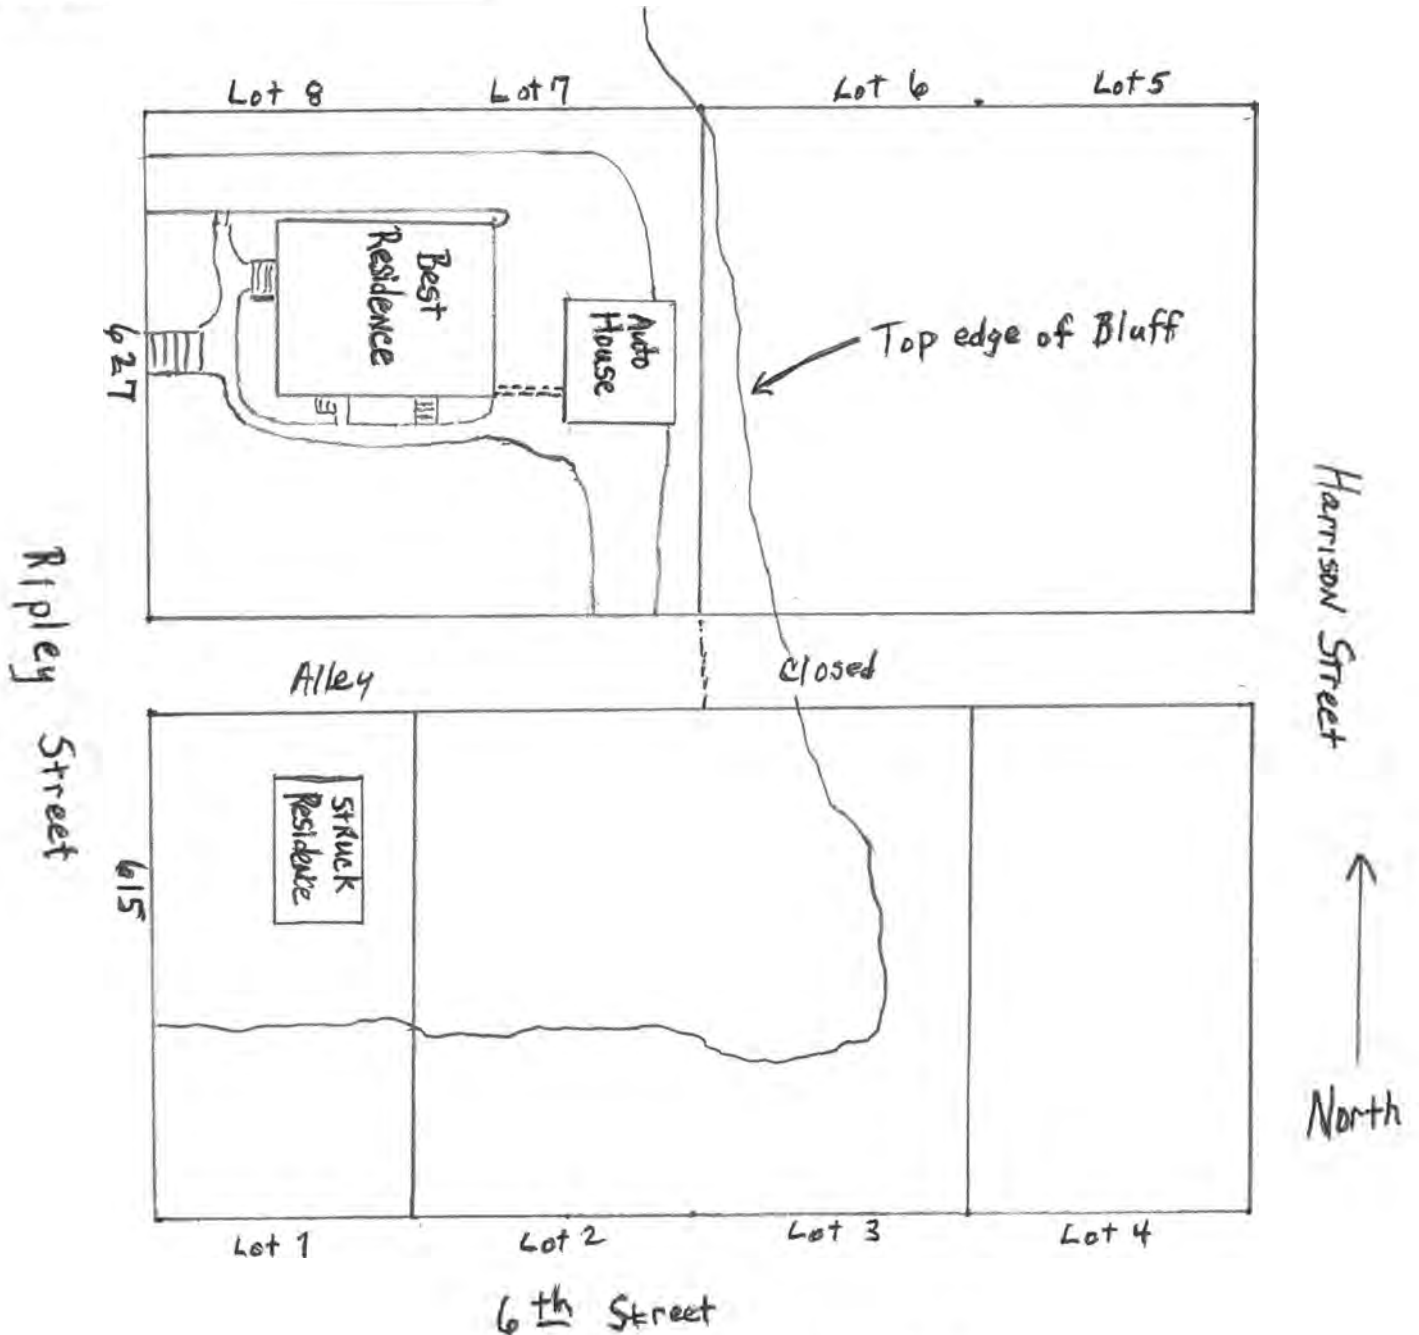 Lot 8
Lot 7
Lot 6
Lot 5
Best
Residence
Auto
House
Top edge of Bluff
627
Harrison Street
Ripley Street
Alley
Closed
Struck
Residence
615
North
Lot 1
Lot 2
Lot 3
Lot 4
6th Street